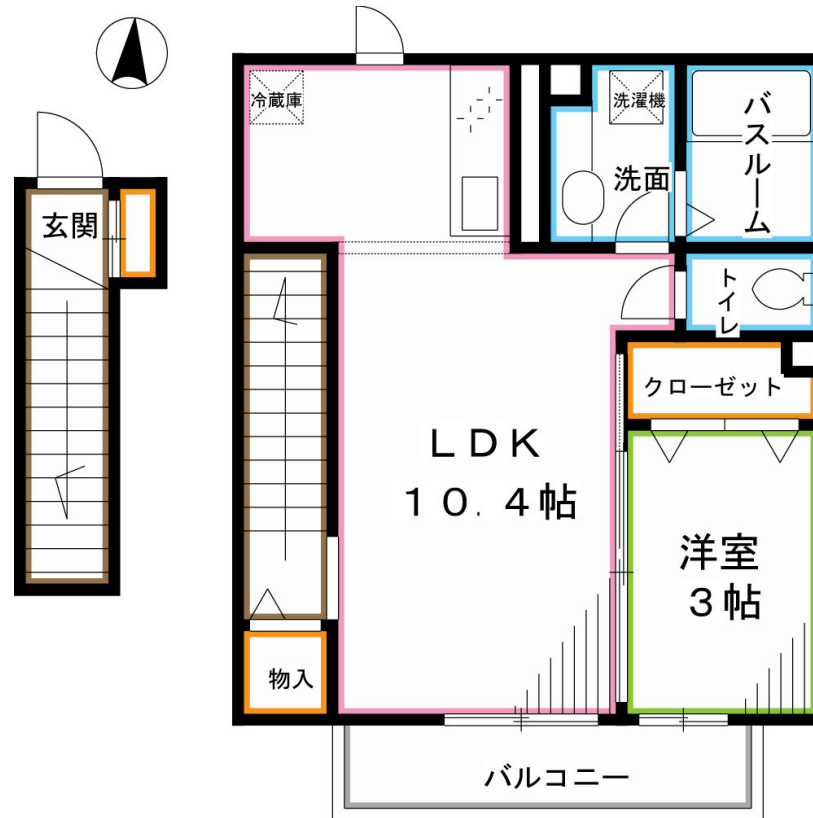 冷蔵庫
洗濯機
バスルーム
洗面
玄関
トイレ
クローゼット
ＬＤＫ
１０．４帖
洋室
３帖
物入
バルコニー